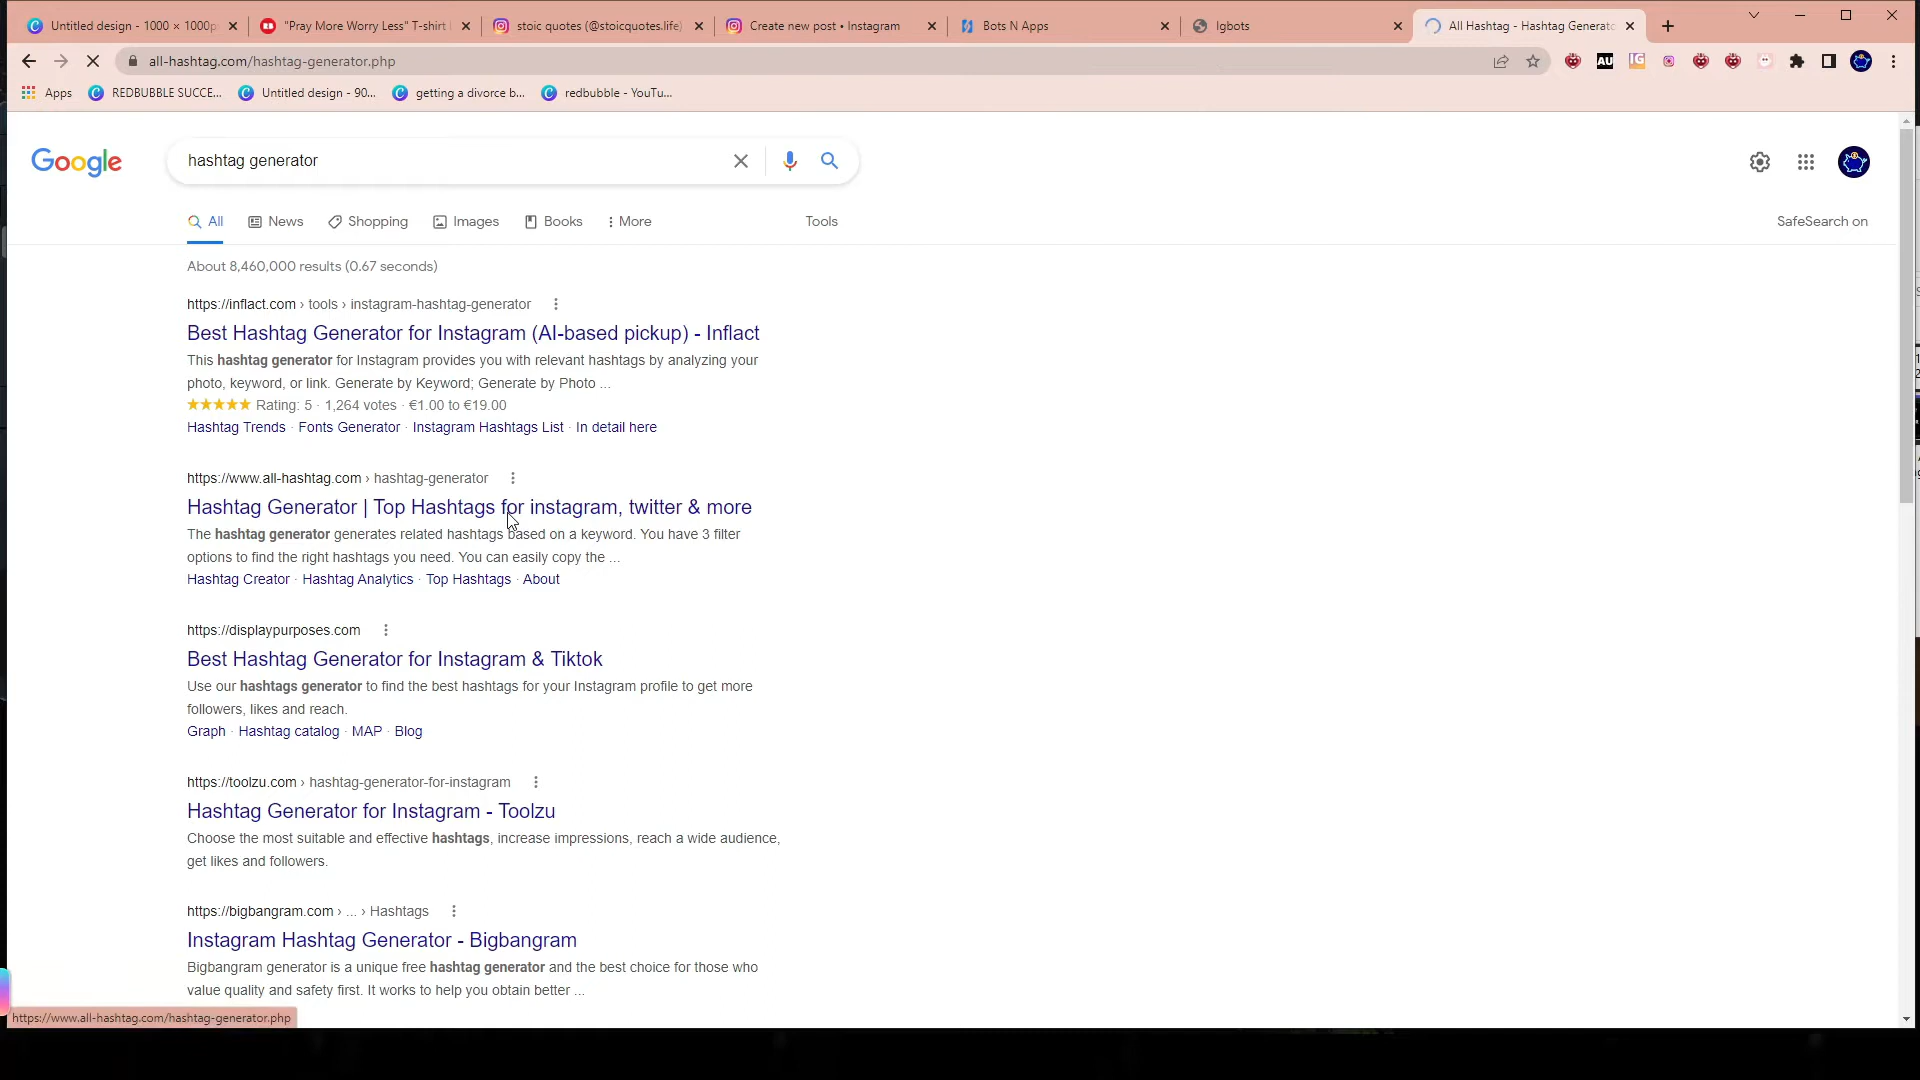 Untitled design - 1000 × 1000p
"Pray More Worry Less" T-shirt
stoic quotes (@stoicquotes.life)
Create new post • Instagram
Bots N Apps
Igbots
All Hashtag - Hashtag Generato
all-hashtag.com/hashtag-generator.php
AU
IG
Apps
REDBUBBLE SUCCE...
Untitled design - 90...
getting a divorce b...
redbubble - YouTu...
Google
hashtag generator
All
News
Shopping
Images
Books
More
Tools
SafeSearch on
About 8,460,000 results (0.67 seconds)
https://inflact.com › tools › instagram-hashtag-generator
Best Hashtag Generator for Instagram (AI-based pickup) - Inflact
This hashtag generator for Instagram provides you with relevant hashtags by analyzing your
photo, keyword, or link. Generate by Keyword; Generate by Photo ...
Rating: 5 · 1,264 votes · €1.00 to €19.00
Hashtag Trends · Fonts Generator · Instagram Hashtags List · In detail here
https://www.all-hashtag.com › hashtag-generator
Hashtag Generator | Top Hashtags for instagram, twitter & more
The hashtag generator generates related hashtags based on a keyword. You have 3 filter
options to find the right hashtags you need. You can easily copy the ...
Hashtag Creator · Hashtag Analytics · Top Hashtags · About
https://displaypurposes.com
Best Hashtag Generator for Instagram & Tiktok
Use our hashtags generator to find the best hashtags for your Instagram profile to get more
followers, likes and reach.
Graph · Hashtag catalog · MAP · Blog
https://toolzu.com › hashtag-generator-for-instagram
Hashtag Generator for Instagram - Toolzu
Choose the most suitable and effective hashtags, increase impressions, reach a wide audience,
get likes and followers.
https://bigbangram.com › ... › Hashtags
Instagram Hashtag Generator - Bigbangram
Bigbangram generator is a unique free hashtag generator and the best choice for those who
value quality and safety first. It works to help you obtain better ...
https://www.all-hashtag.com/hashtag-generator.php